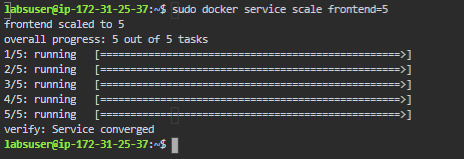 labsuser@ip-172-31-25-37:~$ sudo docker service scale frontend=5
frontend scaled to 5
overall progress: 5 out of 5 tasks
1/5: running   [==================================================>]
2/5: running   [==================================================>]
3/5: running   [==================================================>]
4/5: running   [==================================================>]
5/5: running   [==================================================>]
verify: Service converged
labsuser@ip-172-31-25-37:~$